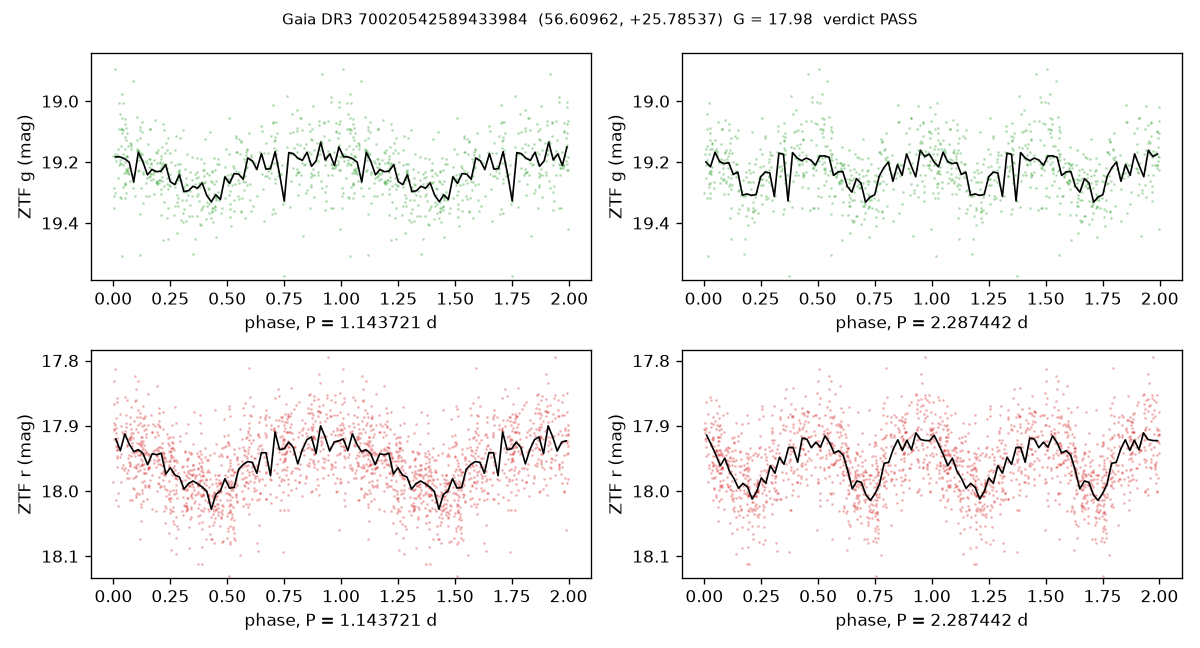 Gaia DR3 70020542589433984 (56.60962, +25.78537) G = 17.98 verdict PASS
ZTF g (mag)
19.0
19.2
19.4
0.00 0.25 0.50 0.75 1.00 1.25 1.50 1.75 2.00
phase, P = 1.143721 d
ZTF g (mag)
19.0
19.2
19.4
0.00 0.25 0.50 0.75 1.00 1.25 1.50 1.75 2.00
phase, P = 2.287442 d
ZTF r (mag)
17.8
17.9
18.0
18.1
0.00 0.25 0.50 0.75 1.00 1.25 1.50 1.75 2.00
phase, P = 1.143721 d
ZTF r (mag)
17.8
17.9
18.0
18.1
0.00 0.25 0.50 0.75 1.00 1.25 1.50 1.75 2.00
phase, P = 2.287442 d